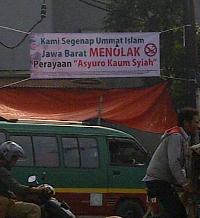 Kami Segenap Ummat Islam
Jawa Barat MENOLAK
Perayaan "Asyuro Kaum Syiah"